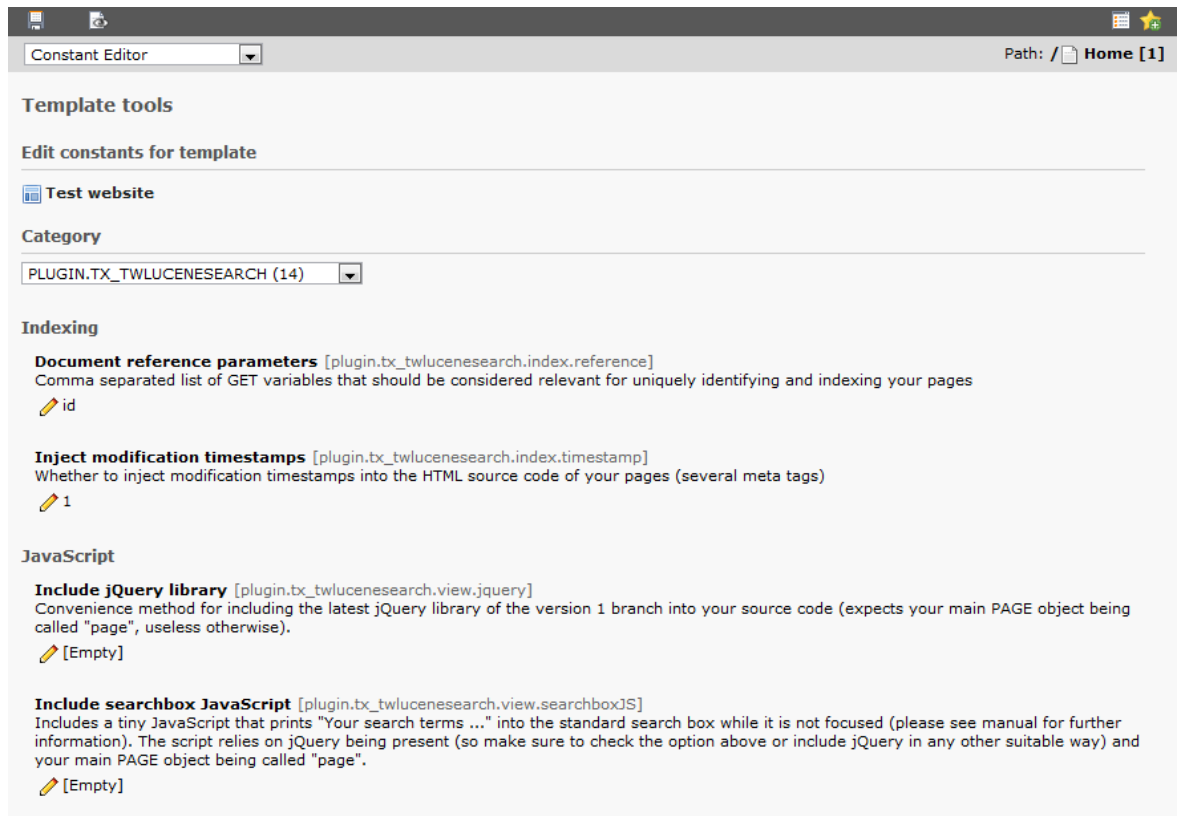 Constant Editor
Path: / Home [1]
Template tools
Edit constants for template
Test website
Category
PLUGIN.TX_TWLUCENESEARCH (14)
Indexing
Document reference parameters [plugin.tx_twlucenesearch.index.reference]
Comma separated list of GET variables that should be considered relevant for uniquely identifying and indexing your pages
id
Inject modification timestamps [plugin.tx_twlucenesearch.index.timestamp]
Whether to inject modification timestamps into the HTML source code of your pages (several meta tags)
1
JavaScript
Include jQuery library [plugin.tx_twlucenesearch.view.jquery]
Convenience method for including the latest jQuery library of the version 1 branch into your source code (expects your main PAGE object being
called "page", useless otherwise).
[Empty]
Include searchbox JavaScript [plugin.tx_twlucenesearch.view.searchboxJS]
Includes a tiny JavaScript that prints "Your search terms ..." into the standard search box while it is not focused (please see manual for further
information). The script relies on jQuery being present (so make sure to check the option above or include jQuery in any other suitable way) and
your main PAGE object being called "page".
[Empty]